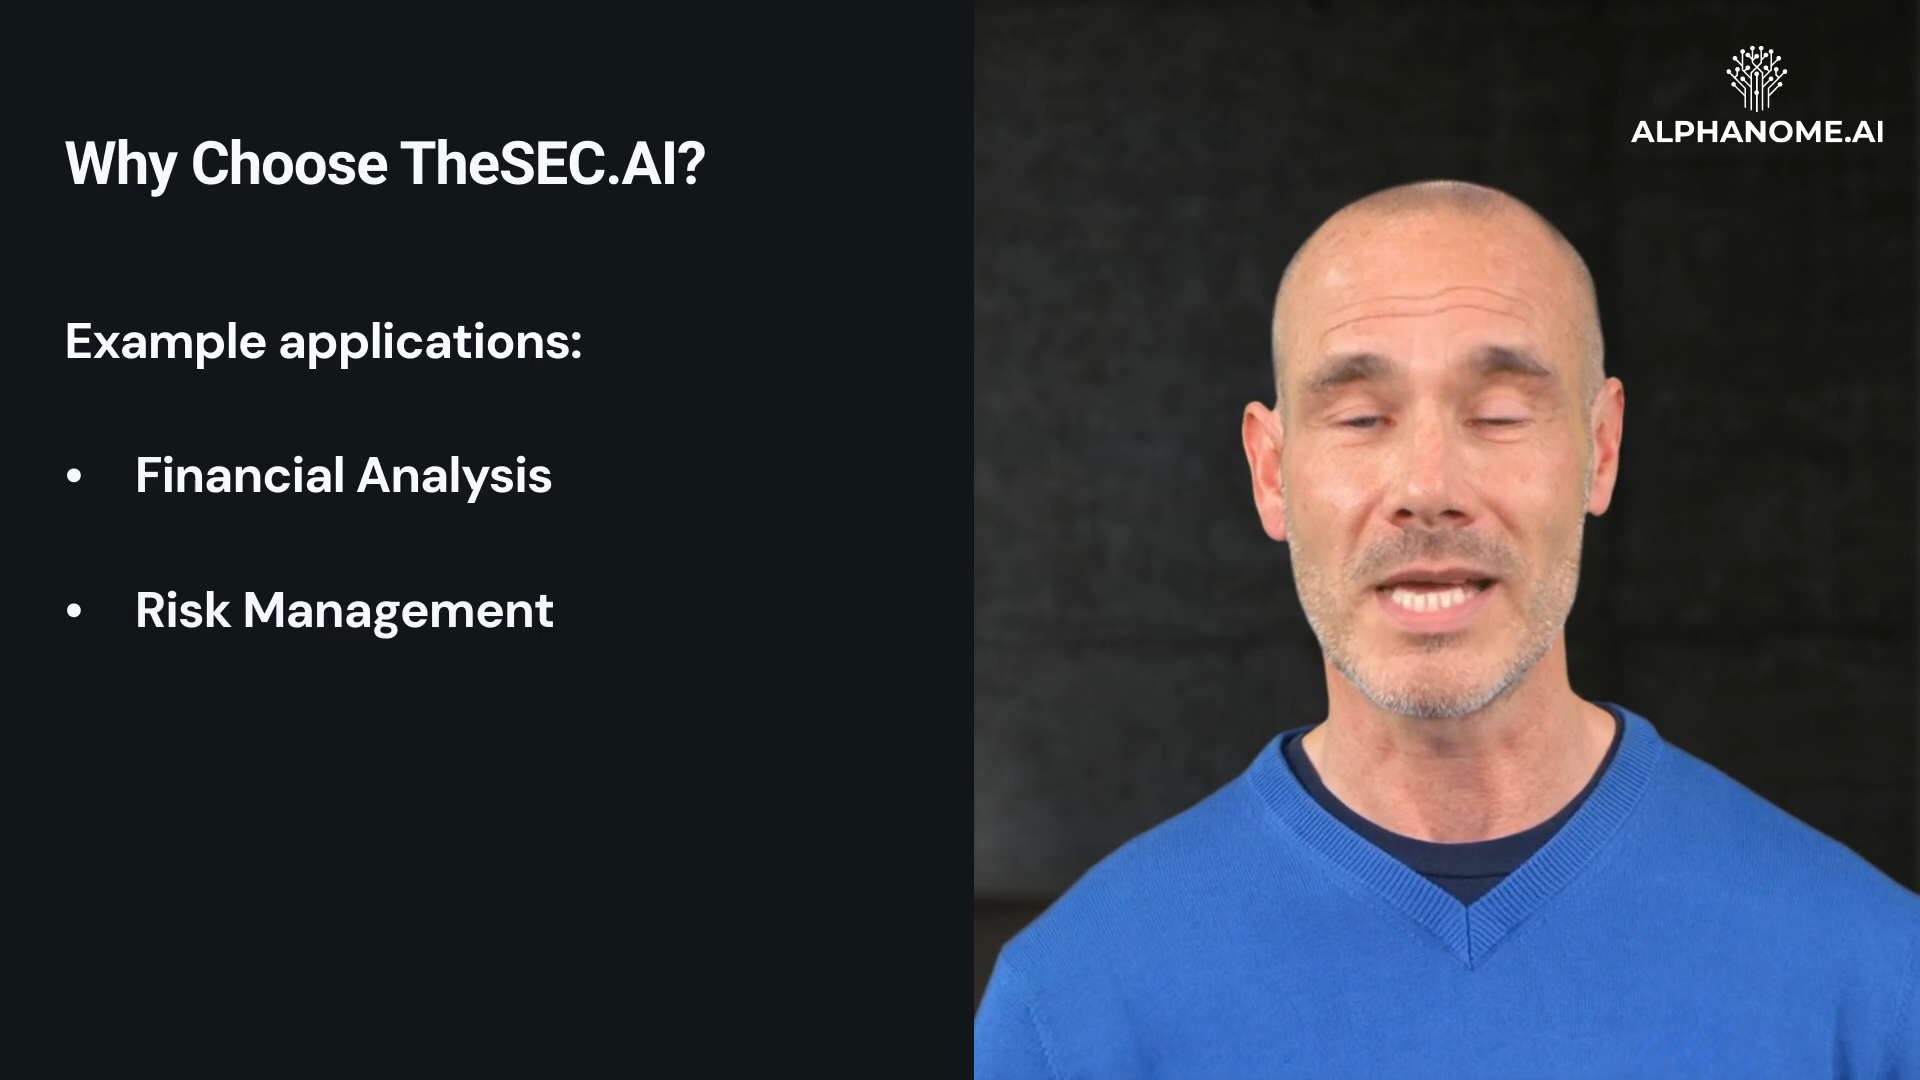 Why Choose TheSEC.AI?
Example applications:
• Financial Analysis
• Risk Management
ALPHANOME.AI